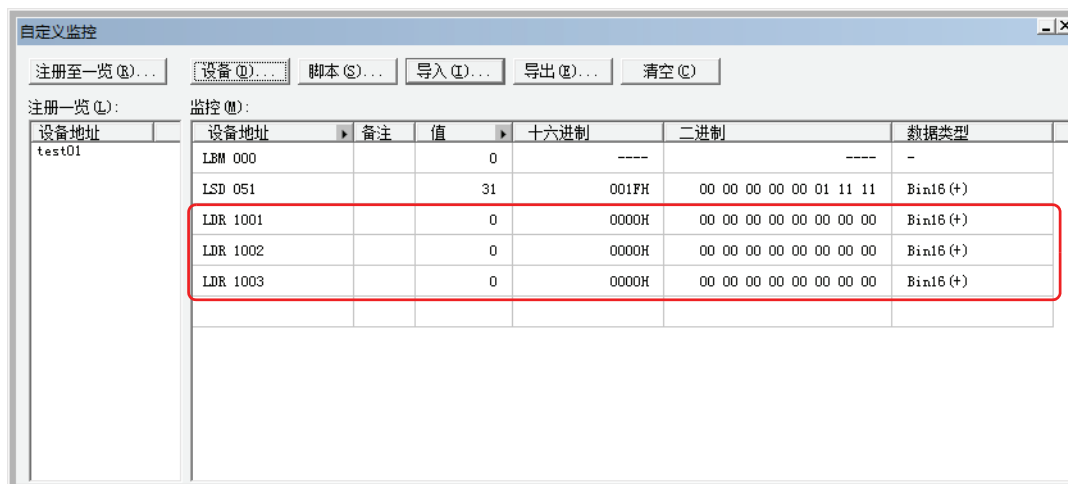 自定义监控
注册至一览(R)... 设备(D)... 脚本(S)... 导入(I)... 导出(E)... 清空(C)
注册一览(L): 监控(M):
设备地址 设备地址 备注 值 十六进制 二进制 数据类型
test01 LBM 000 0 ---- ---- -
LSD 051 31 001FH 00 00 00 00 00 01 11 11 Bin16(+)
LDR 1001 0 0000H 00 00 00 00 00 00 00 00 Bin16(+)
LDR 1002 0 0000H 00 00 00 00 00 00 00 00 Bin16(+)
LDR 1003 0 0000H 00 00 00 00 00 00 00 00 Bin16(+)